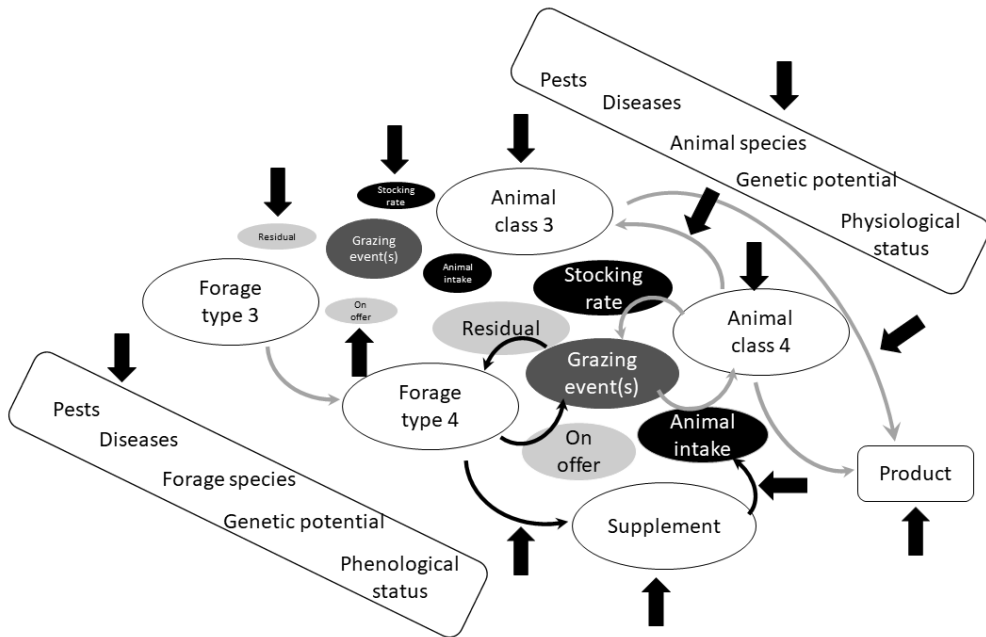 Pests
Diseases
Animal species
Genetic potential
Physiological
status
Stocking
rate
Animal
class 3
Residual
Grazing
event(s)
Animal
intake
Forage
type 3
On
offer
Stocking
rate
Animal
class 4
Residual
Grazing
event(s)
Forage
type 4
On
offer
Animal
intake
Product
Supplement
Pests
Diseases
Forage species
Genetic potential
Phenological
status